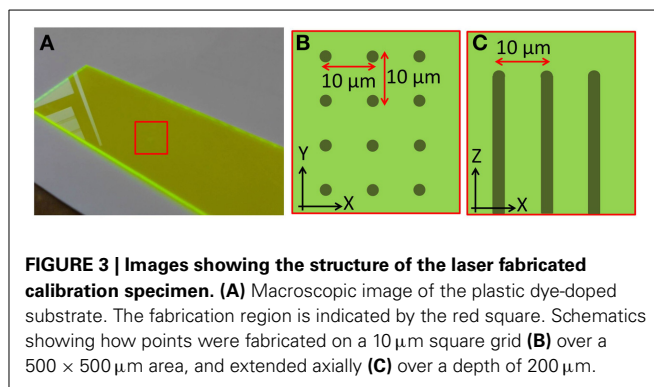 A
B
C
10 µm
10 µm
10 µm
Y
X
Z
X
FIGURE 3 | Images showing the structure of the laser fabricated
calibration specimen. (A) Macroscopic image of the plastic dye-doped
substrate. The fabrication region is indicated by the red square. Schematics
showing how points were fabricated on a 10 µm square grid (B) over a
500 × 500 µm area, and extended axially (C) over a depth of 200 µm.